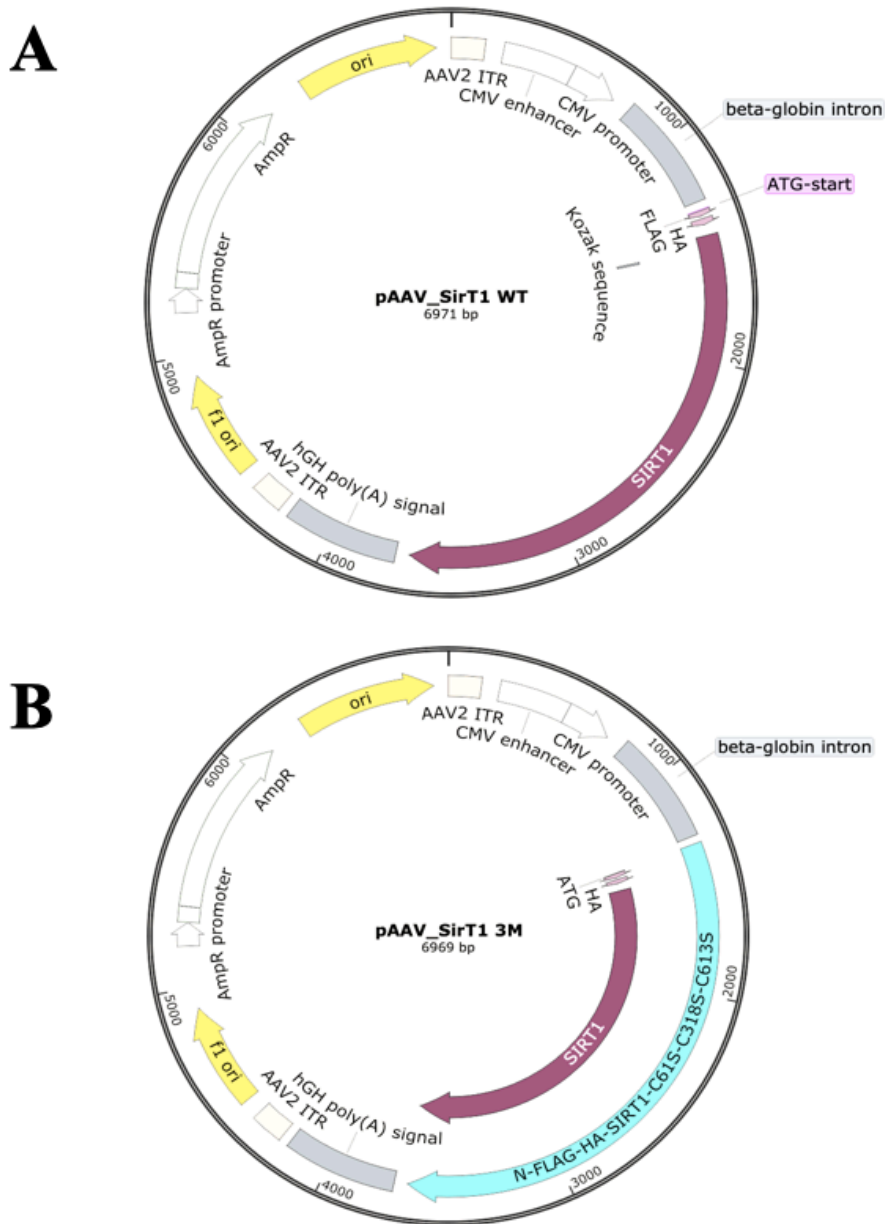 A
ori
AAV2 ITR
CMV enhancer
CMV promoter
1000
beta-globin intron
ATG-start
FLAG
HA
Kozak sequence
6000
AmpR
AmpR promoter
pAAV_SirT1 WT
6971 bp
2000
5000
f1 ori
AAV2 ITR
hGH poly(A) signal
SIRT1
4000
3000
B
ori
AAV2 ITR
CMV enhancer
CMV promoter
1000
beta-globin intron
6000
AmpR
ATG
HA
AmpR promoter
pAAV_SirT1 3M
6969 bp
2000
5000
f1 ori
AAV2 ITR
hGH poly(A) signal
SIRT1
N-FLAG-HA-SIRT1-C61S-C318S-C613S
4000
3000